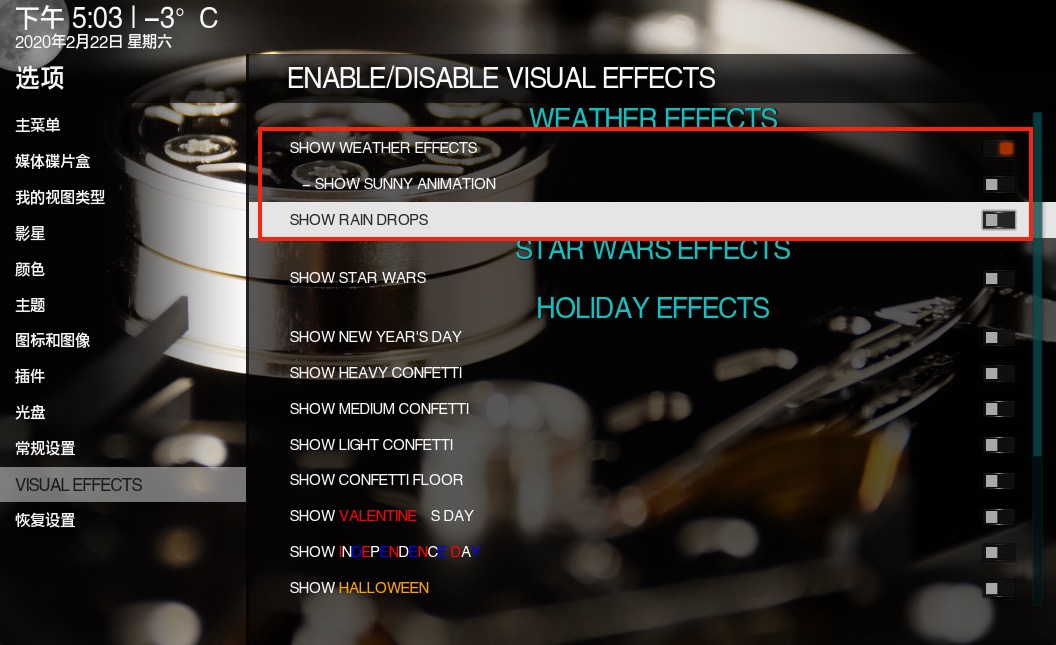 下午 5:03 | –3° C
2020年2月22日 星期六
选项
主菜单
媒体碟片盒
我的视图类型
影星
颜色
主题
图标和图像
插件
光盘
常规设置
VISUAL EFFECTS
恢复设置
ENABLE/DISABLE VISUAL EFFECTS
WEATHER EFFECTS
SHOW WEATHER EFFECTS
– SHOW SUNNY ANIMATION
SHOW RAIN DROPS
STAR WARS EFFECTS
SHOW STAR WARS
HOLIDAY EFFECTS
SHOW NEW YEAR'S DAY
SHOW HEAVY CONFETTI
SHOW MEDIUM CONFETTI
SHOW LIGHT CONFETTI
SHOW CONFETTI FLOOR
SHOW VALENTINE S DAY
SHOW INDEPENDENCE DAY
SHOW HALLOWEEN